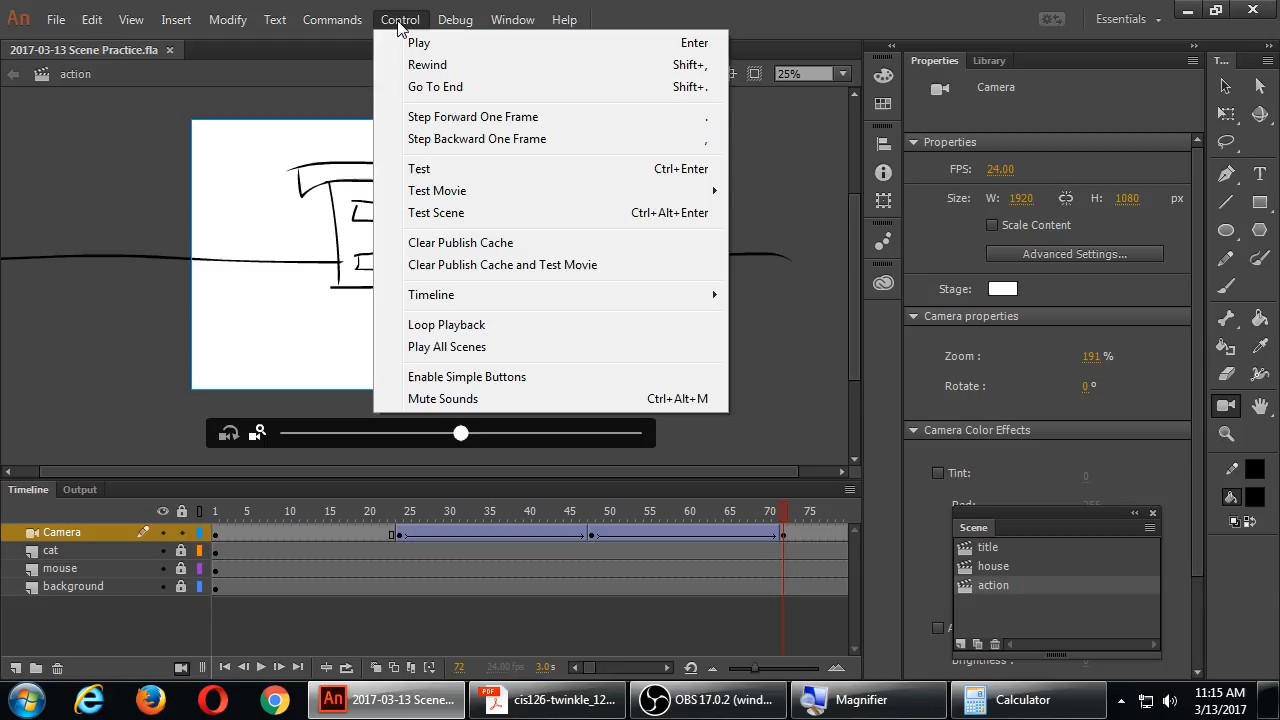 An File Edit View Insert Modify Text Commands Control Debug Window Help Essentials
2017-03-13 Scene Practice.fla ×
action 25%
Play Enter
Rewind Shift+,
Go To End Shift+.
Step Forward One Frame .
Step Backward One Frame ,
Test Ctrl+Enter
Test Movie
Test Scene Ctrl+Alt+Enter
Clear Publish Cache
Clear Publish Cache and Test Movie
Timeline
Loop Playback
Play All Scenes
Enable Simple Buttons
Mute Sounds Ctrl+Alt+M
Properties Library
T...
Camera
Properties
FPS: 24.00
Size: W: 1920 H: 1080 px
Scale Content
Advanced Settings...
Stage:
Camera properties
Zoom : 191 %
Rotate : 0 º
Camera Color Effects
Tint: 0
Scene
title
house
action
Brightness :
Timeline Output
1 5 10 15 20 25 30 35 40 45 50 55 60 65 70 75
Camera
cat
mouse
background
72 24.00 fps 3.0 s
An 2017-03-13 Scene...
PDF cis126-twinkle_12...
OBS 17.0.2 (wind...
Magnifier
Calculator
11:15 AM
3/13/2017